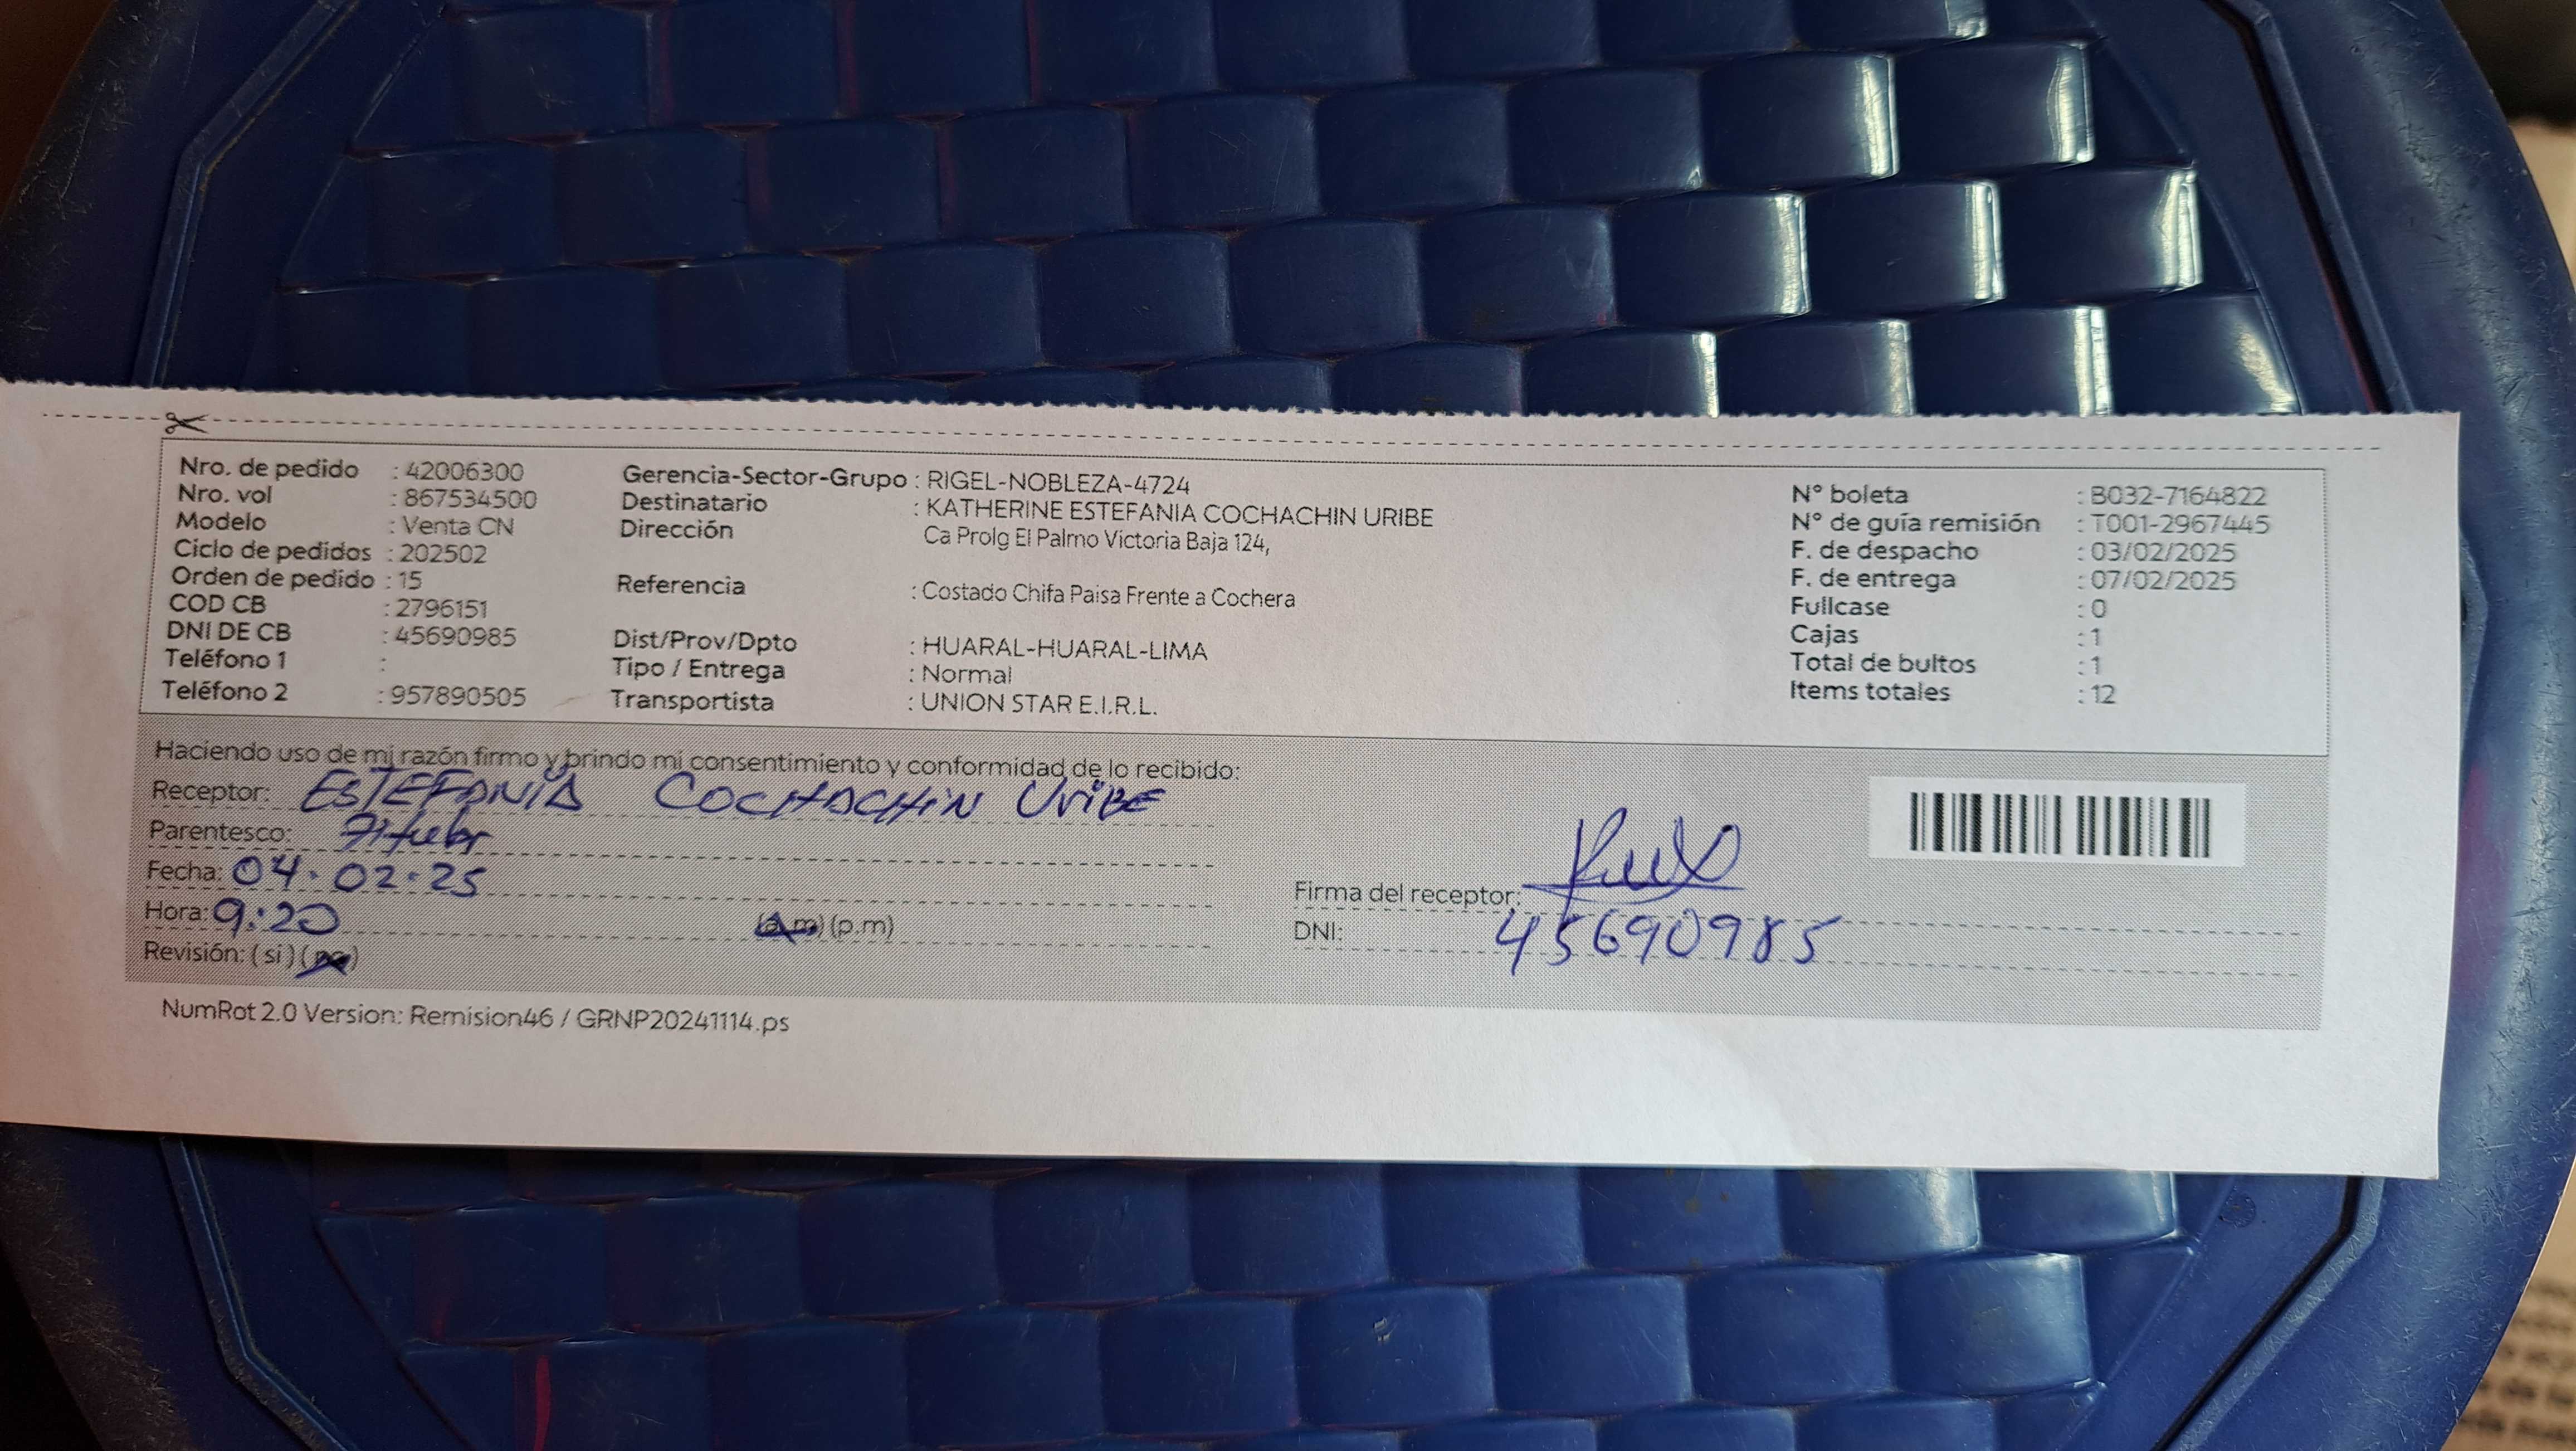 Nro. de pedido : 42006300
Nro. vol : 867534500
Modelo : Venta CN
Ciclo de pedidos : 202502
Orden de pedido : 15
COD CB : 2796151
DNI DE CB : 45690985
Teléfono 1 :
Teléfono 2 : 957890505
Gerencia-Sector-Grupo : RIGEL-NOBLEZA-4724
Destinatario : KATHERINE ESTEFANIA COCHACHIN URIBE
Dirección Ca Prolg El Palmo Victoria Baja 124,
Referencia : Costado Chifa Paisa Frente a Cochera
Dist/Prov/Dpto : HUARAL-HUARAL-LIMA
Tipo / Entrega : Normal
Transportista : UNION STAR E.I.R.L.
N° boleta : B032-7164822
N° de guía remisión : T001-2967445
F. de despacho : 03/02/2025
F. de entrega : 07/02/2025
Fullcase : 0
Cajas : 1
Total de bultos : 1
Items totales : 12
Haciendo uso de mi razón firmo y brindo mi consentimiento y conformidad de lo recibido:
Receptor: ESTEFANIA COCHACHIN URIBE
Parentesco:
Fecha: 04.02.25
Hora: 9:20 (a.m) (p.m)
Revisión: (si) (no)
Firma del receptor:
DNI: 45690985
NumRot 2.0 Version: Remision46 / GRNP20241114.ps